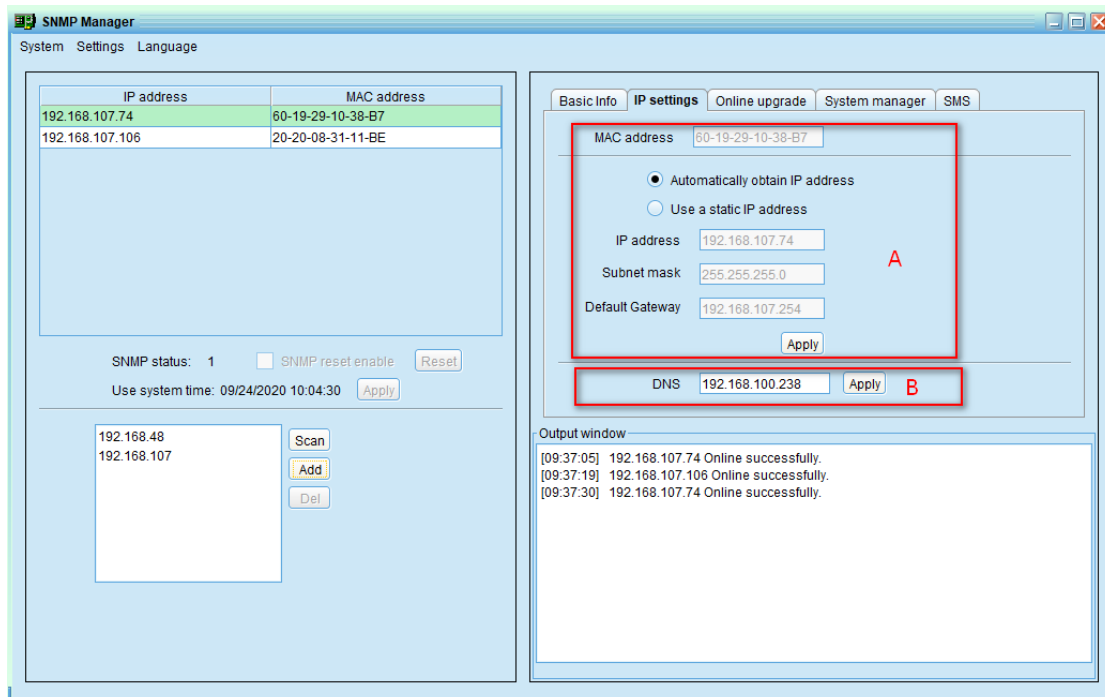 SNMP Manager
System Settings Language
IP address MAC address
192.168.107.74 60-19-29-10-38-B7
192.168.107.106 20-20-08-31-11-BE
SNMP status: 1 SNMP reset enable Reset
Use system time: 09/24/2020 10:04:30 Apply
192.168.48
192.168.107
Scan
Add
Del
Basic Info IP settings Online upgrade System manager SMS
MAC address 60-19-29-10-38-B7
Automatically obtain IP address
Use a static IP address
IP address 192.168.107.74
Subnet mask 255.255.255.0
Default Gateway 192.168.107.254
A
Apply
DNS 192.168.100.238 Apply B
Output window
[09:37:05] 192.168.107.74 Online successfully.
[09:37:19] 192.168.107.106 Online successfully.
[09:37:30] 192.168.107.74 Online successfully.